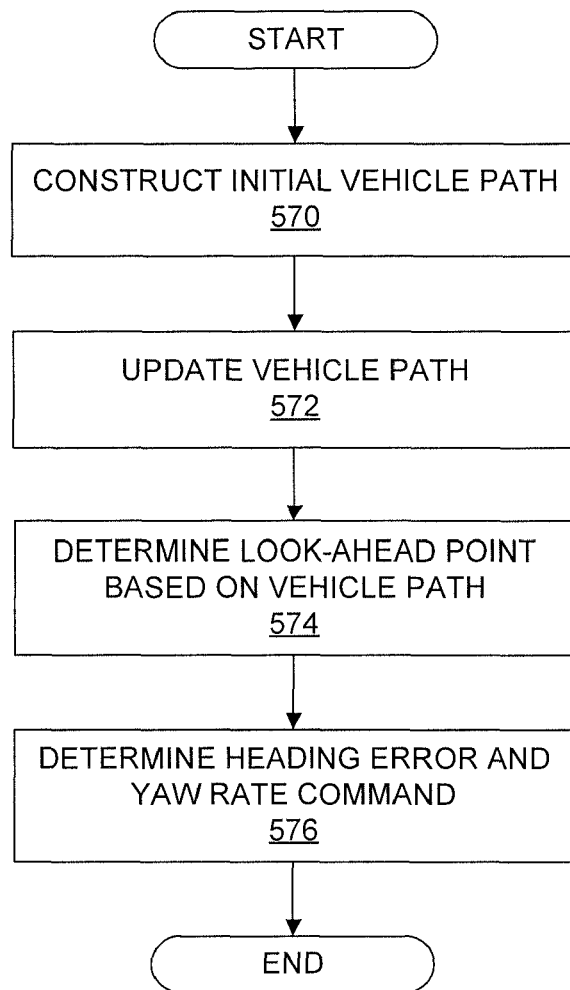 START
CONSTRUCT INITIAL VEHICLE PATH
570
UPDATE VEHICLE PATH
572
DETERMINE LOOK-AHEAD POINT
BASED ON VEHICLE PATH
574
DETERMINE HEADING ERROR AND
YAW RATE COMMAND
576
END